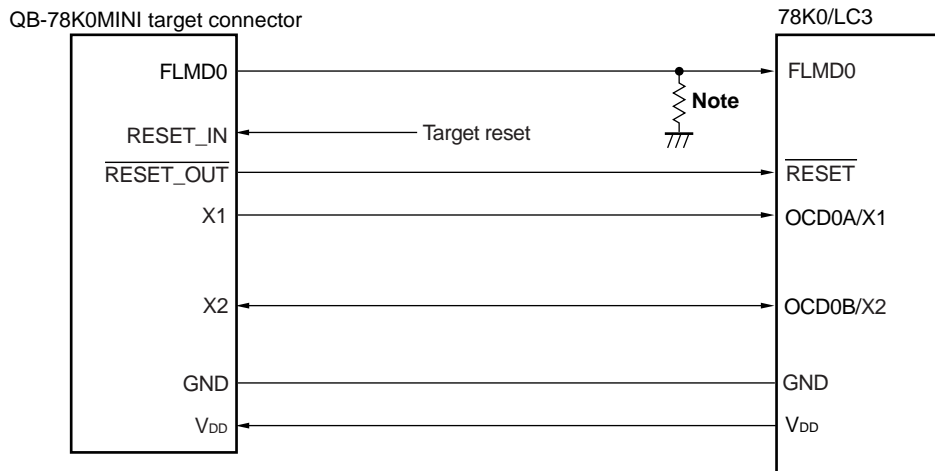 QB-78K0MINI target connector
78K0/LC3
FLMD0
FLMD0
Note
RESET_IN
Target reset
RESET_OUT
RESET
X1
OCD0A/X1
X2
OCD0B/X2
GND
GND
VDD
VDD